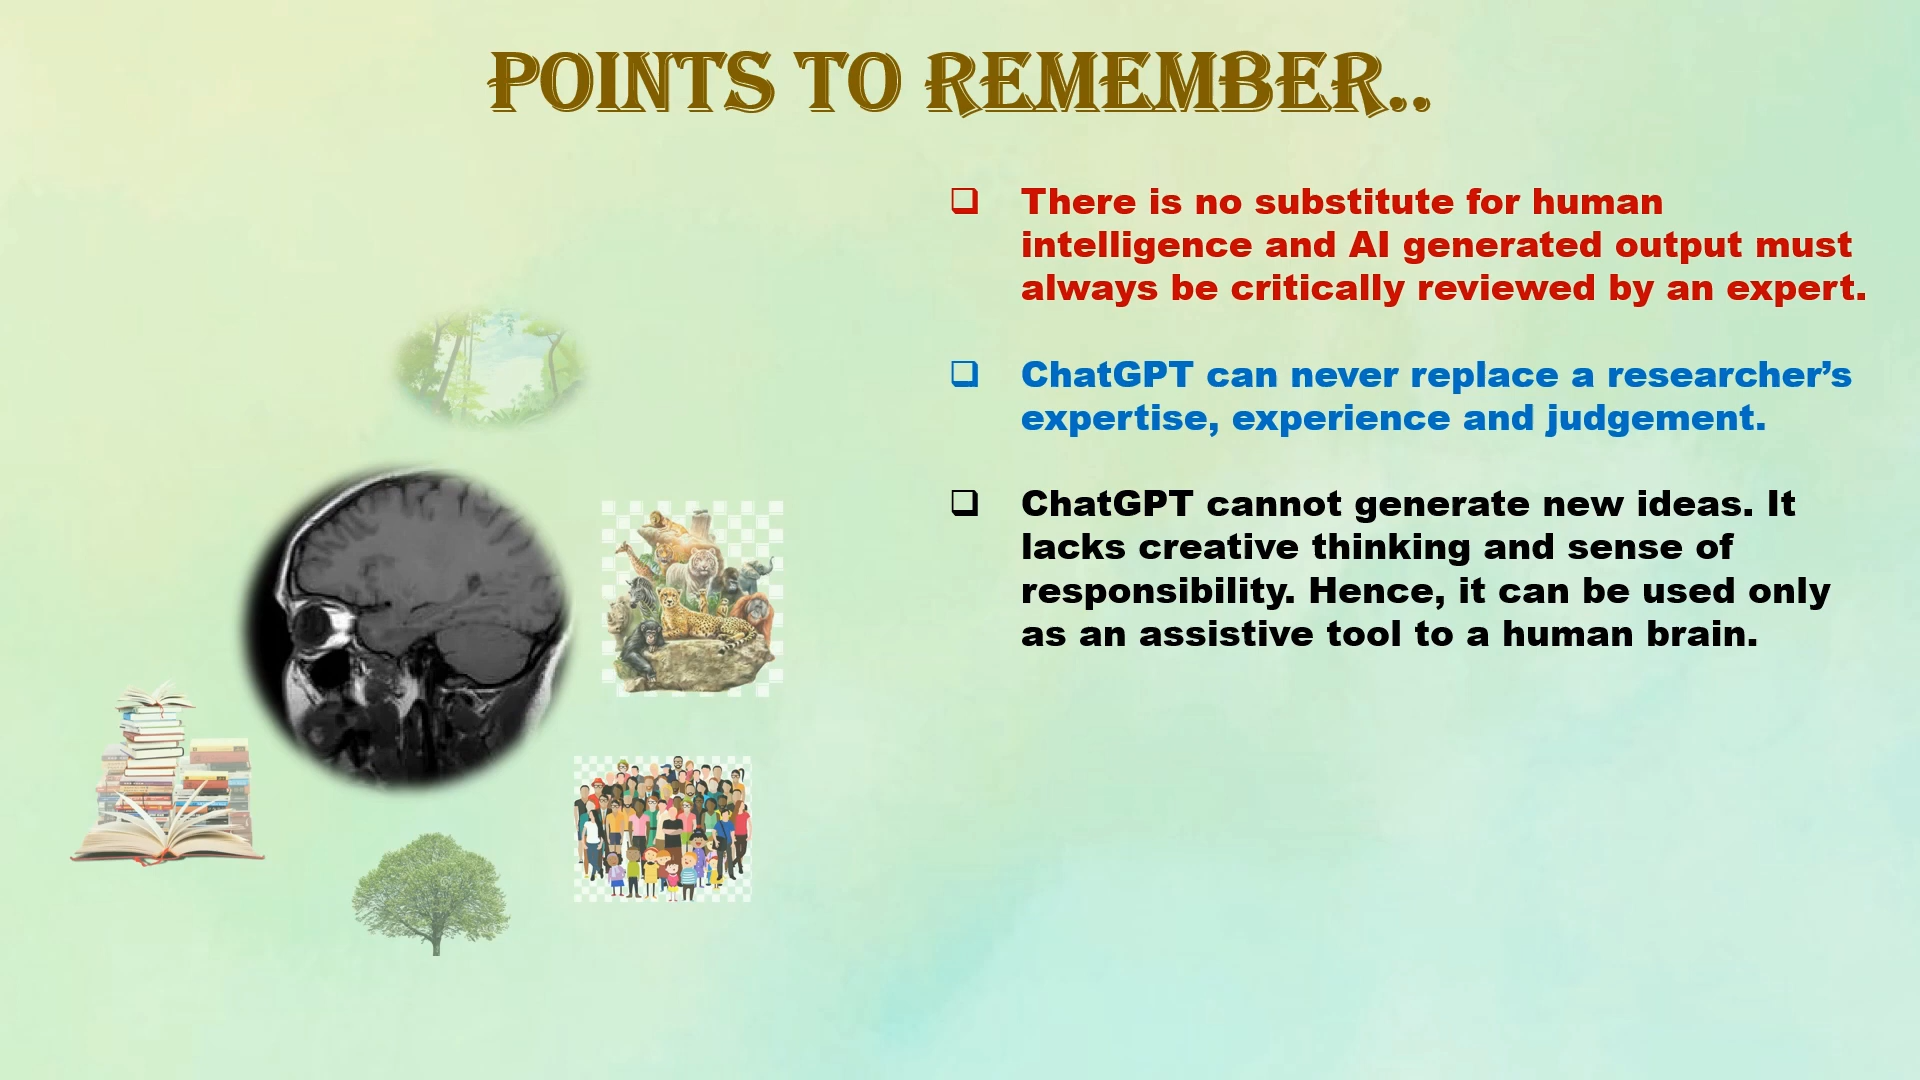 POINTS TO REMEMBER..
❑ There is no substitute for human
intelligence and AI generated output must
always be critically reviewed by an expert.
❑ ChatGPT can never replace a researcher’s
expertise, experience and judgement.
❑ ChatGPT cannot generate new ideas. It
lacks creative thinking and sense of
responsibility. Hence, it can be used only
as an assistive tool to a human brain.